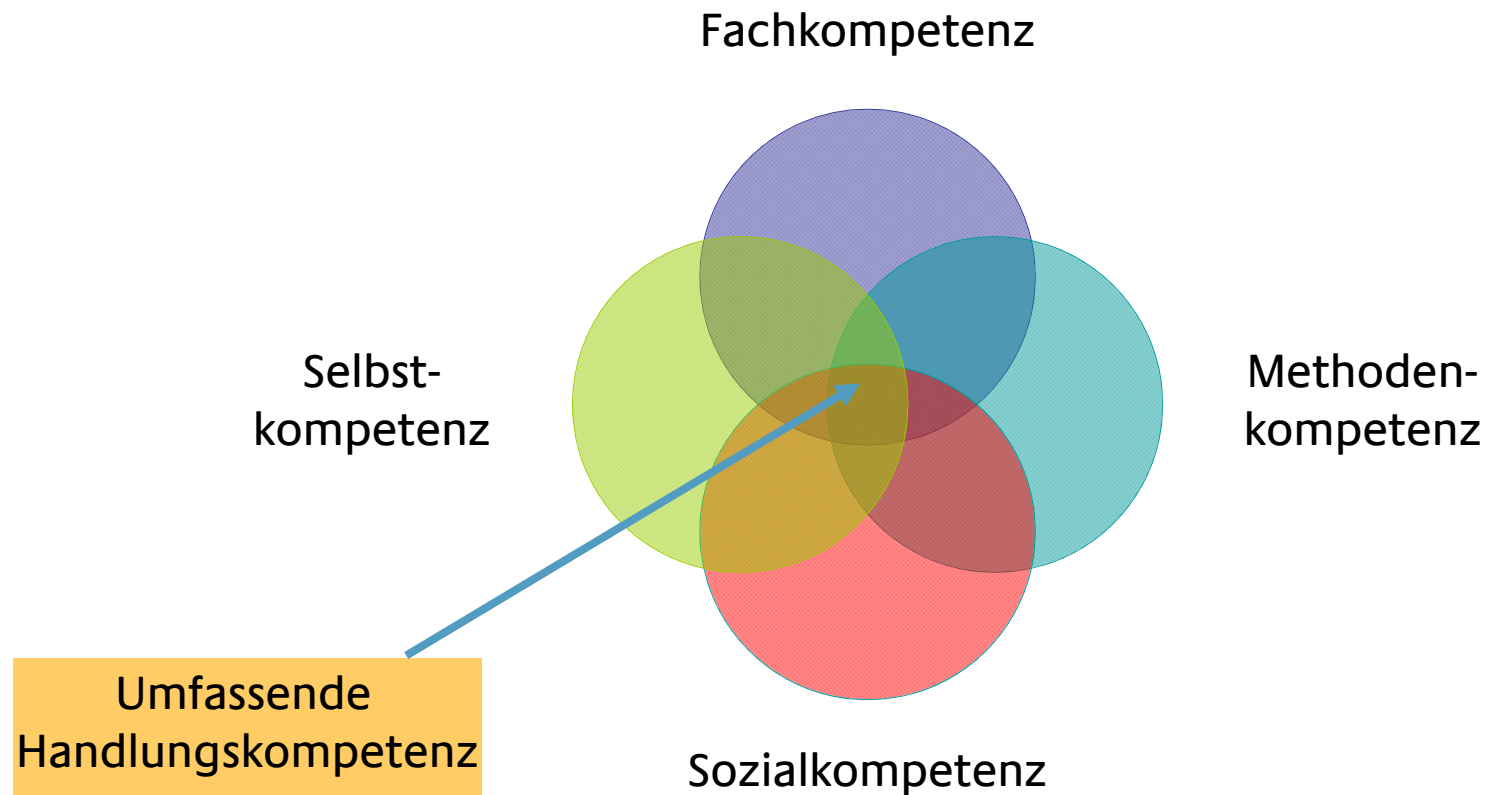 Fachkompetenz
Selbst-
kompetenz
Methoden-
kompetenz
Umfassende
Handlungskompetenz
Sozialkompetenz